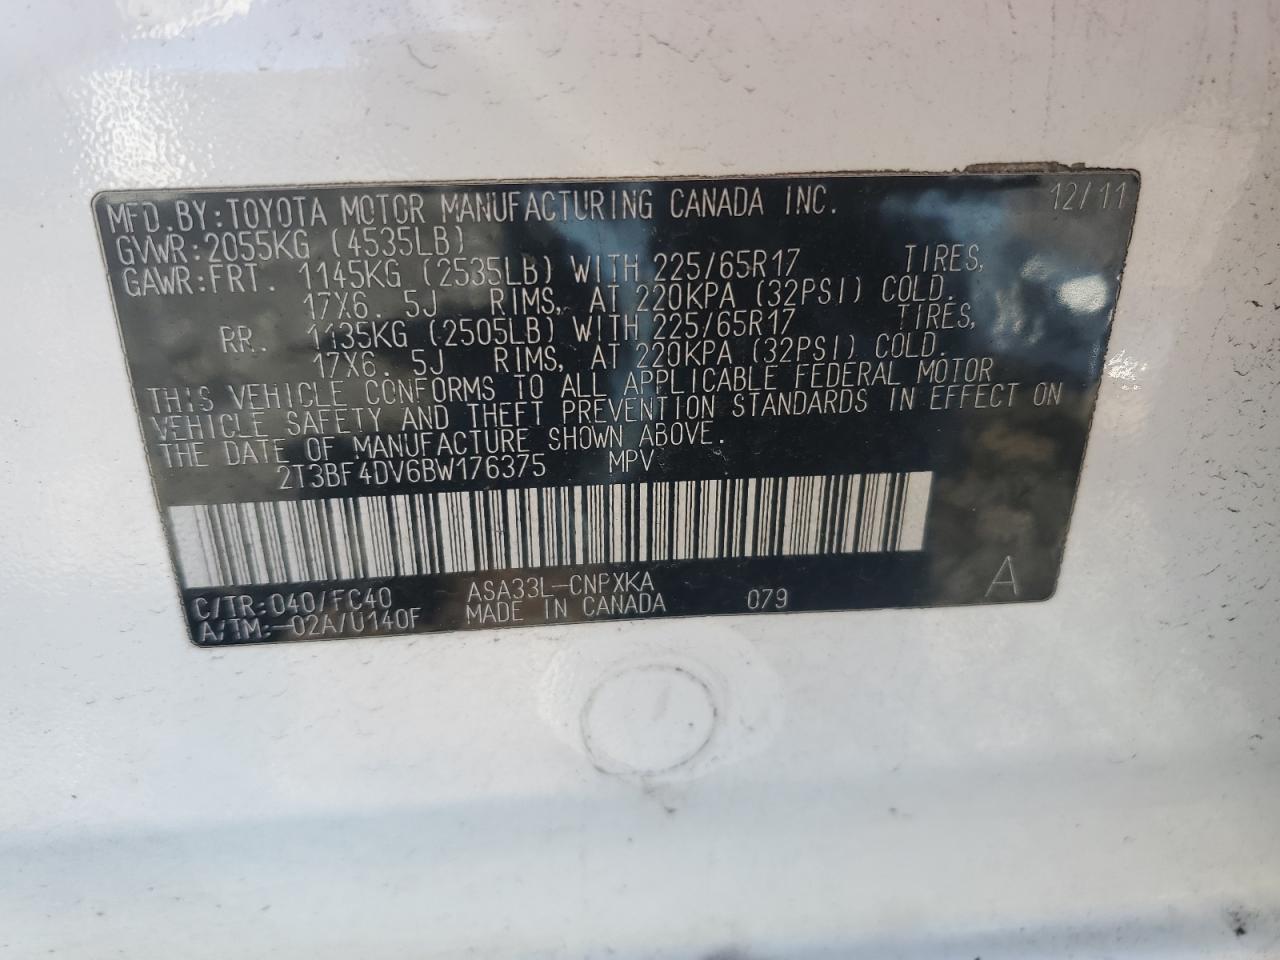 MFD.BY:TOYOTA MOTOR MANUFACTURING CANADA INC. 12/11
GVWR:2055KG (4535LB)
GAWR:FRT. 1145KG (2535LB) WITH 225/65R17 TIRES,
17X6. 5J RIMS, AT 220KPA (32PSI) COLD.
RR. 1135KG (2505LB) WITH 225/65R17 TIRES,
17X6. 5J RIMS, AT 220KPA (32PSI) COLD.
THIS VEHICLE CONFORMS TO ALL APPLICABLE FEDERAL MOTOR
VEHICLE SAFETY AND THEFT PREVENTION STANDARDS IN EFFECT ON
THE DATE OF MANUFACTURE SHOWN ABOVE.
2T3BF4DV6BW176375 MPV
C/TR:040/FC40 ASA33L-CNPXKA
A/TM:-02A/U140F MADE IN CANADA 079 A